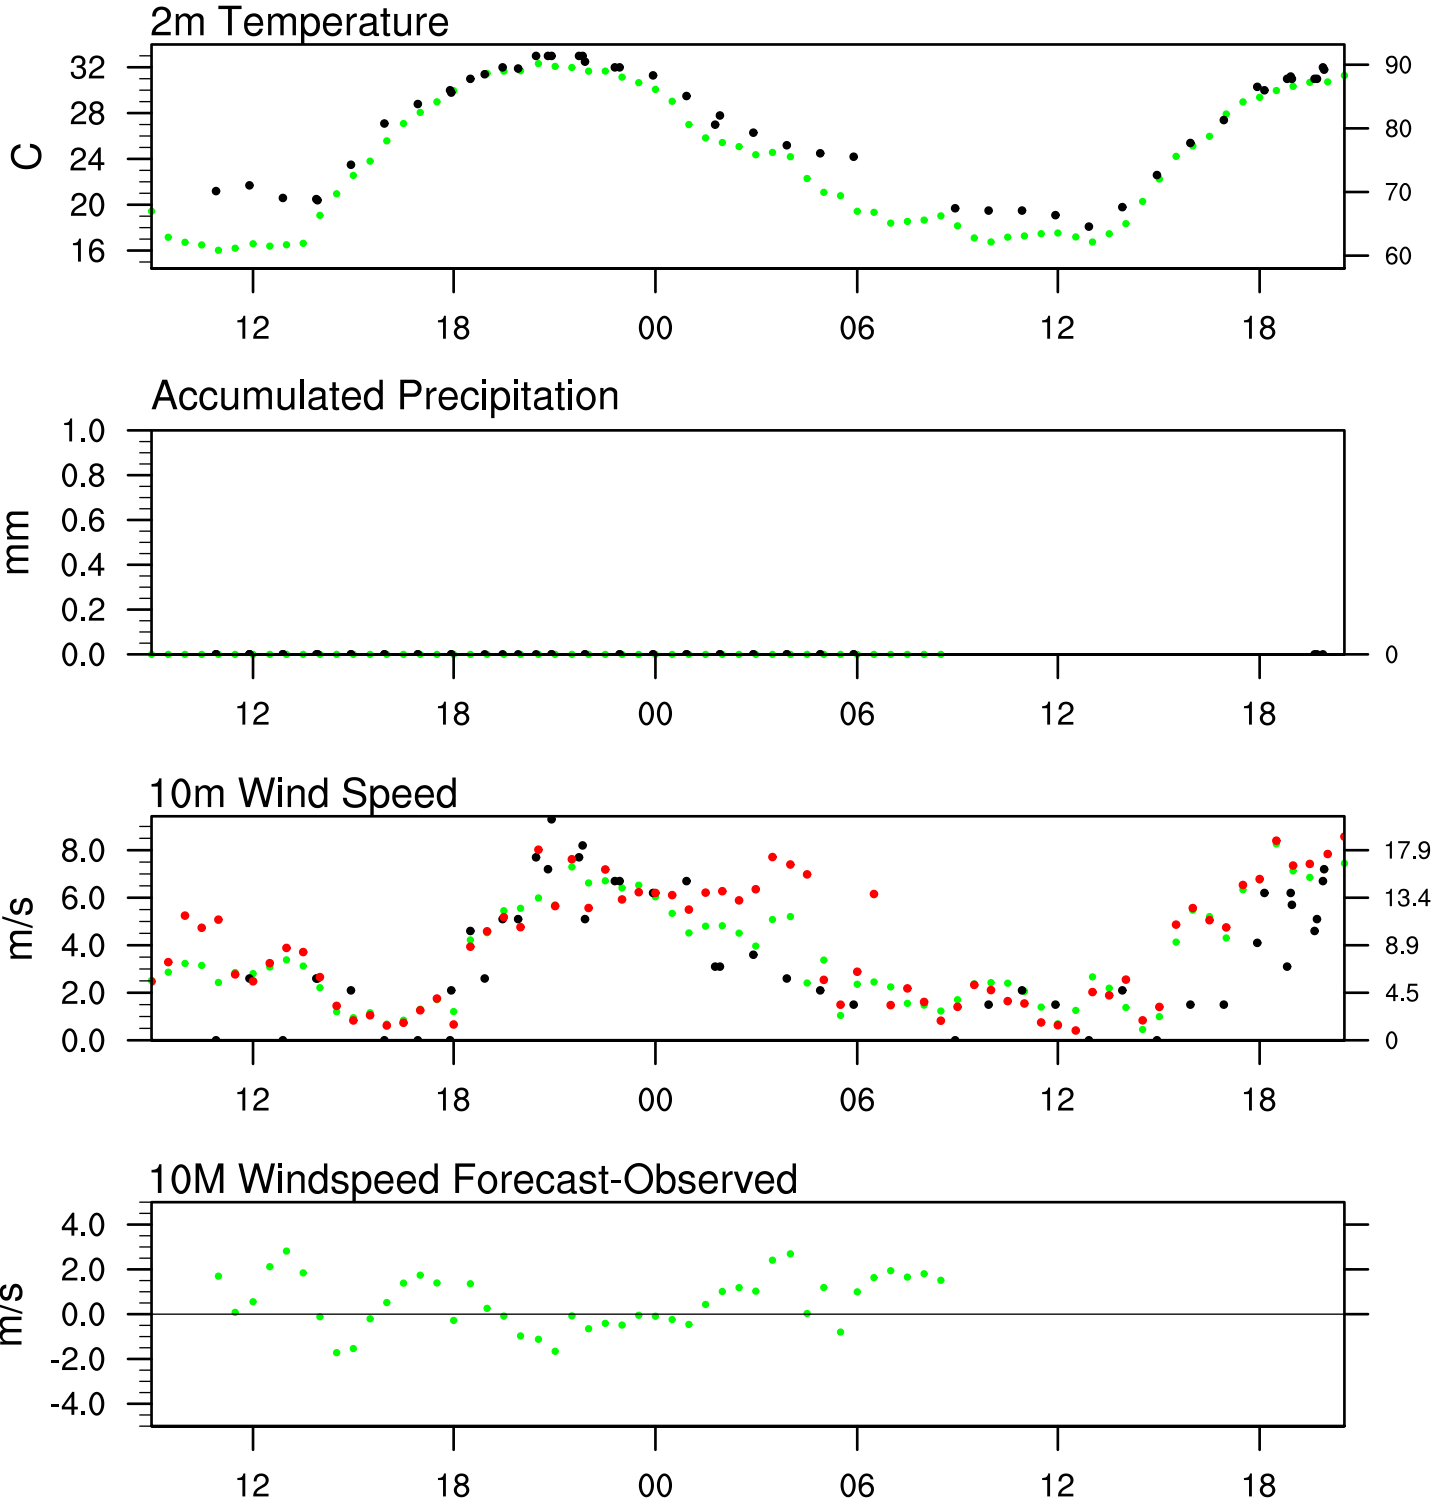 2m Temperature
32
28
24
20
16
C
90
80
70
60
12 18 00 06 12 18
Accumulated Precipitation
1.0
0.8
0.6
0.4
0.2
0.0
mm
0
12 18 00 06 12 18
10m Wind Speed
8.0
6.0
4.0
2.0
0.0
m/s
17.9
13.4
8.9
4.5
0
12 18 00 06 12 18
10M Windspeed Forecast-Observed
4.0
2.0
0.0
-2.0
-4.0
m/s
12 18 00 06 12 18